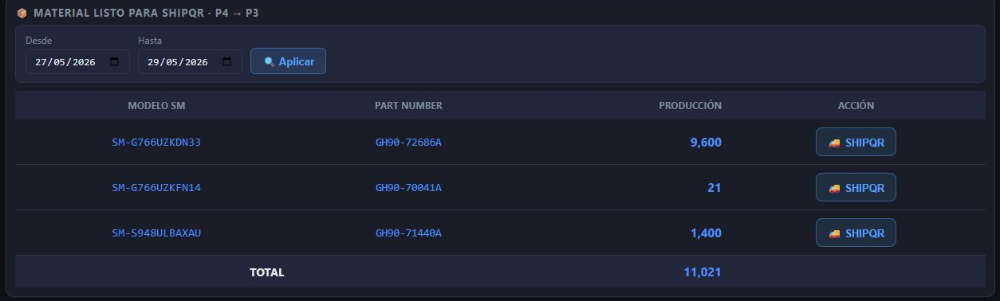 MATERIAL LISTO PARA SHIPQR · P4 → P3
Desde Hasta
27/05/2026 29/05/2026 Aplicar
MODELO SM PART NUMBER PRODUCCIÓN ACCIÓN
SM-G766UZKDN33 GH90-72686A 9,600 SHIPQR
SM-G766UZKFN14 GH90-70041A 21 SHIPQR
SM-S948ULBAXAU GH90-71440A 1,400 SHIPQR
TOTAL 11,021